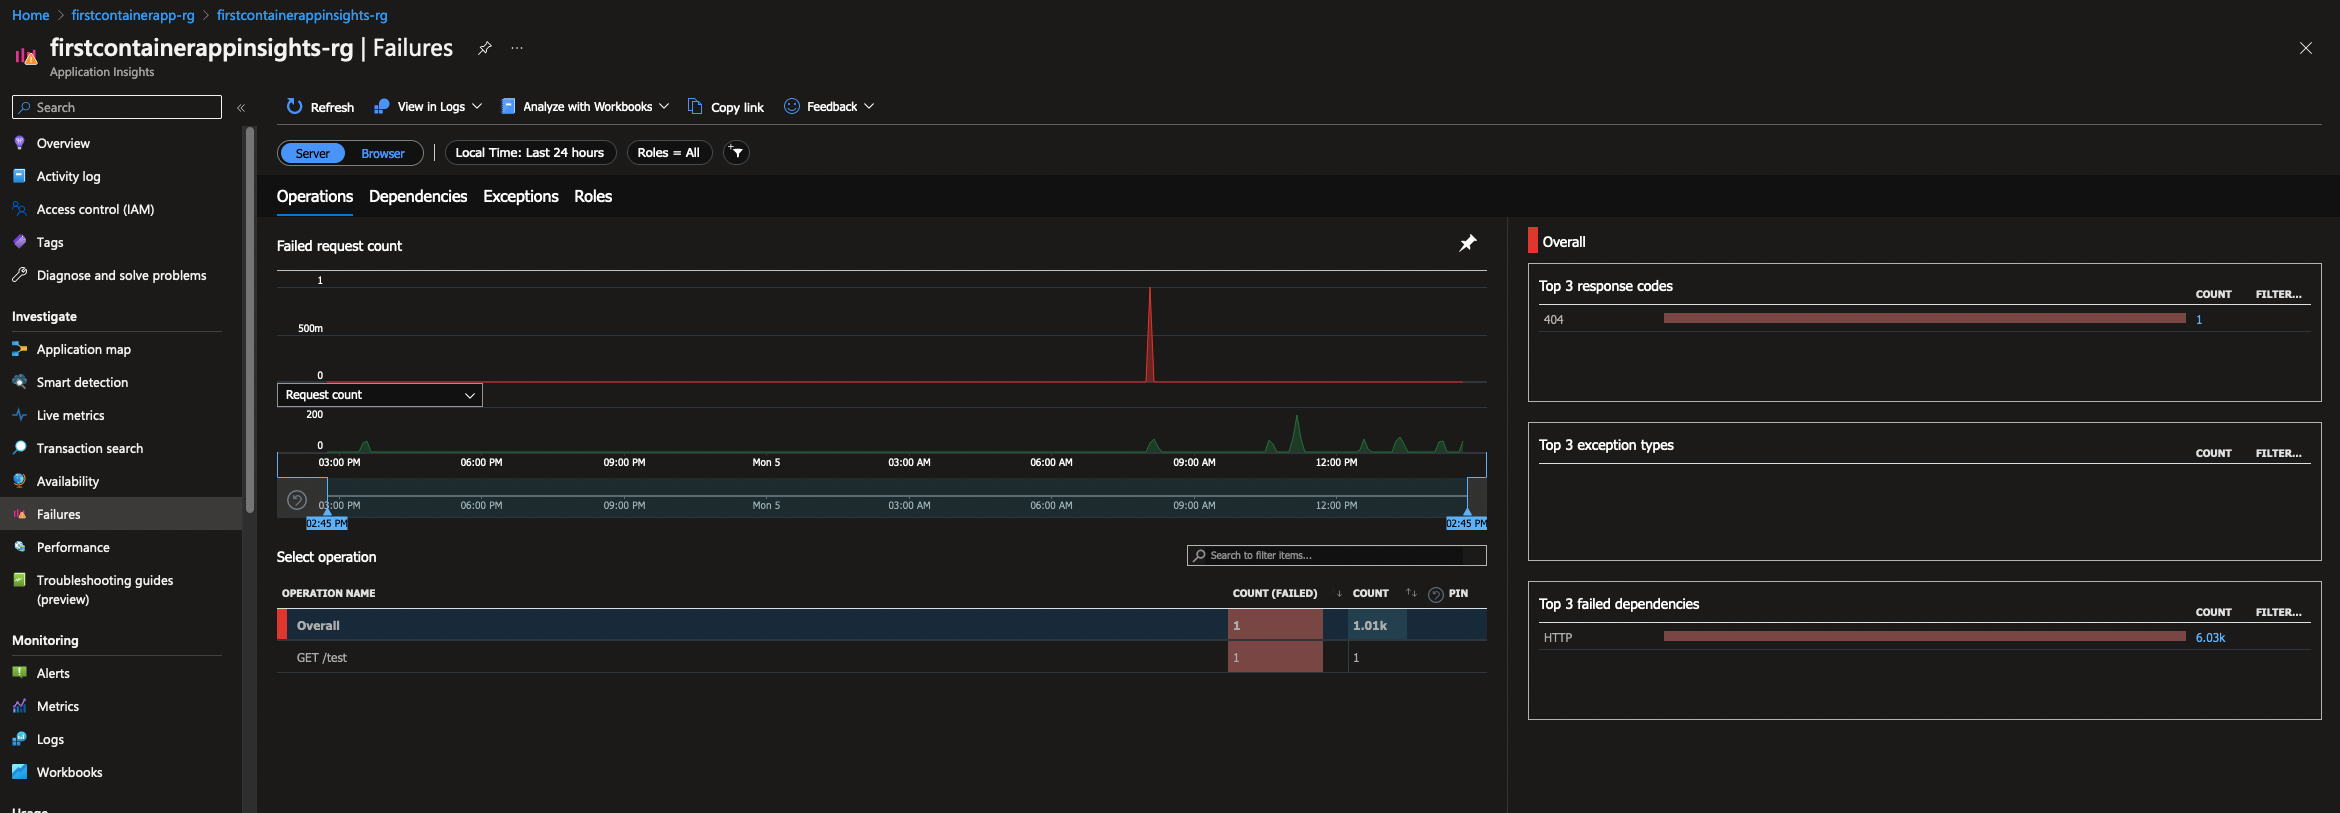 Home > firstcontainerapp-rg > firstcontainerappinsights-rg
firstcontainerappinsights-rg | Failures ...
Application Insights
Search «
Overview
Activity log
Access control (IAM)
Tags
Diagnose and solve problems
Investigate
Application map
Smart detection
Live metrics
Transaction search
Availability
Failures
Performance
Troubleshooting guides
(preview)
Monitoring
Alerts
Metrics
Logs
Workbooks
Usage
Refresh View in Logs Analyze with Workbooks Copy link Feedback
Server Browser Local Time: Last 24 hours Roles = All
Operations Dependencies Exceptions Roles
Failed request count
1
500m
0
Request count
200
0
03:00 PM 06:00 PM 09:00 PM Mon 5 03:00 AM 06:00 AM 09:00 AM 12:00 PM
03:00 PM 06:00 PM 09:00 PM Mon 5 03:00 AM 06:00 AM 09:00 AM 12:00 PM
02:45 PM 02:45 PM
Select operation Search to filter items...
OPERATION NAME COUNT (FAILED) ↓ COUNT ↑↓ PIN
Overall 1 1.01k
GET /test 1 1
Overall
Top 3 response codes COUNT FILTER...
404 1
Top 3 exception types COUNT FILTER...
Top 3 failed dependencies COUNT FILTER...
HTTP 6.03k